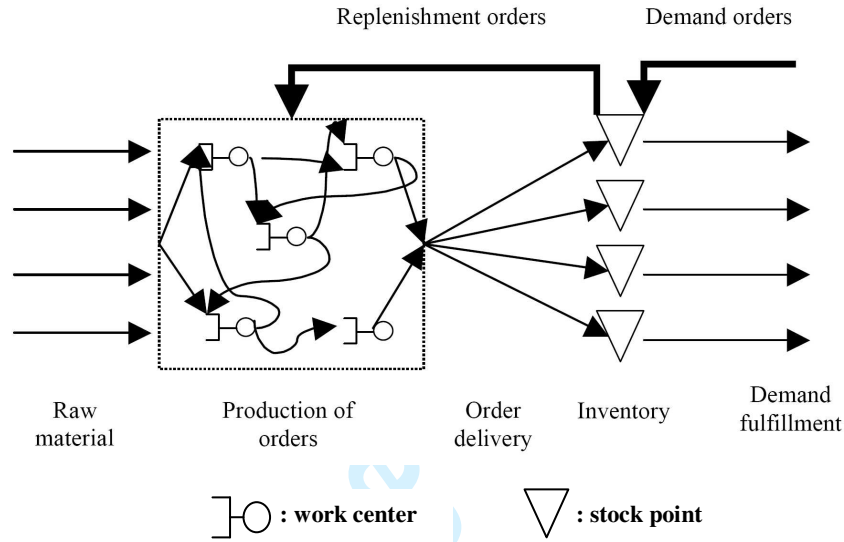 Replenishment orders
Demand orders
Raw
material
Production of
orders
Order
delivery
Inventory
Demand
fulfillment
: work center
: stock point